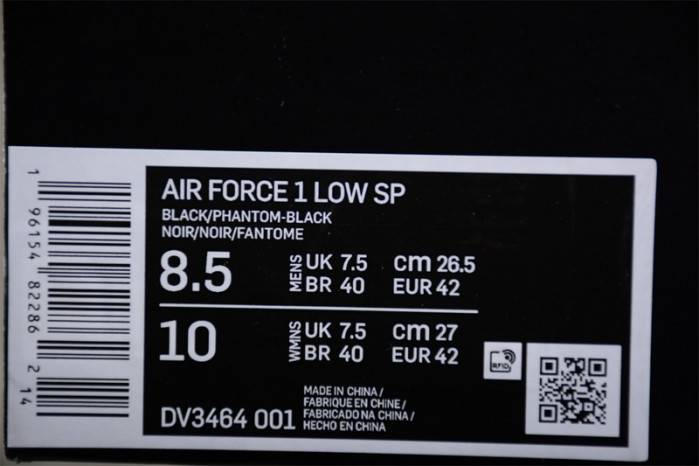 AIR FORCE 1 LOW SP
BLACK/PHANTOM-BLACK
NOIR/NOIR/FANTOME
8.5 MENS UK 7.5 cm 26.5
BR 40 EUR 42
10 WMNS UK 7.5 cm 27
BR 40 EUR 42
RFID
DV3464 001
MADE IN CHINA /
FABRIQUE EN CHINE /
FABRICADO NA CHINA /
HECHO EN CHINA
1 96154 82286 2 14